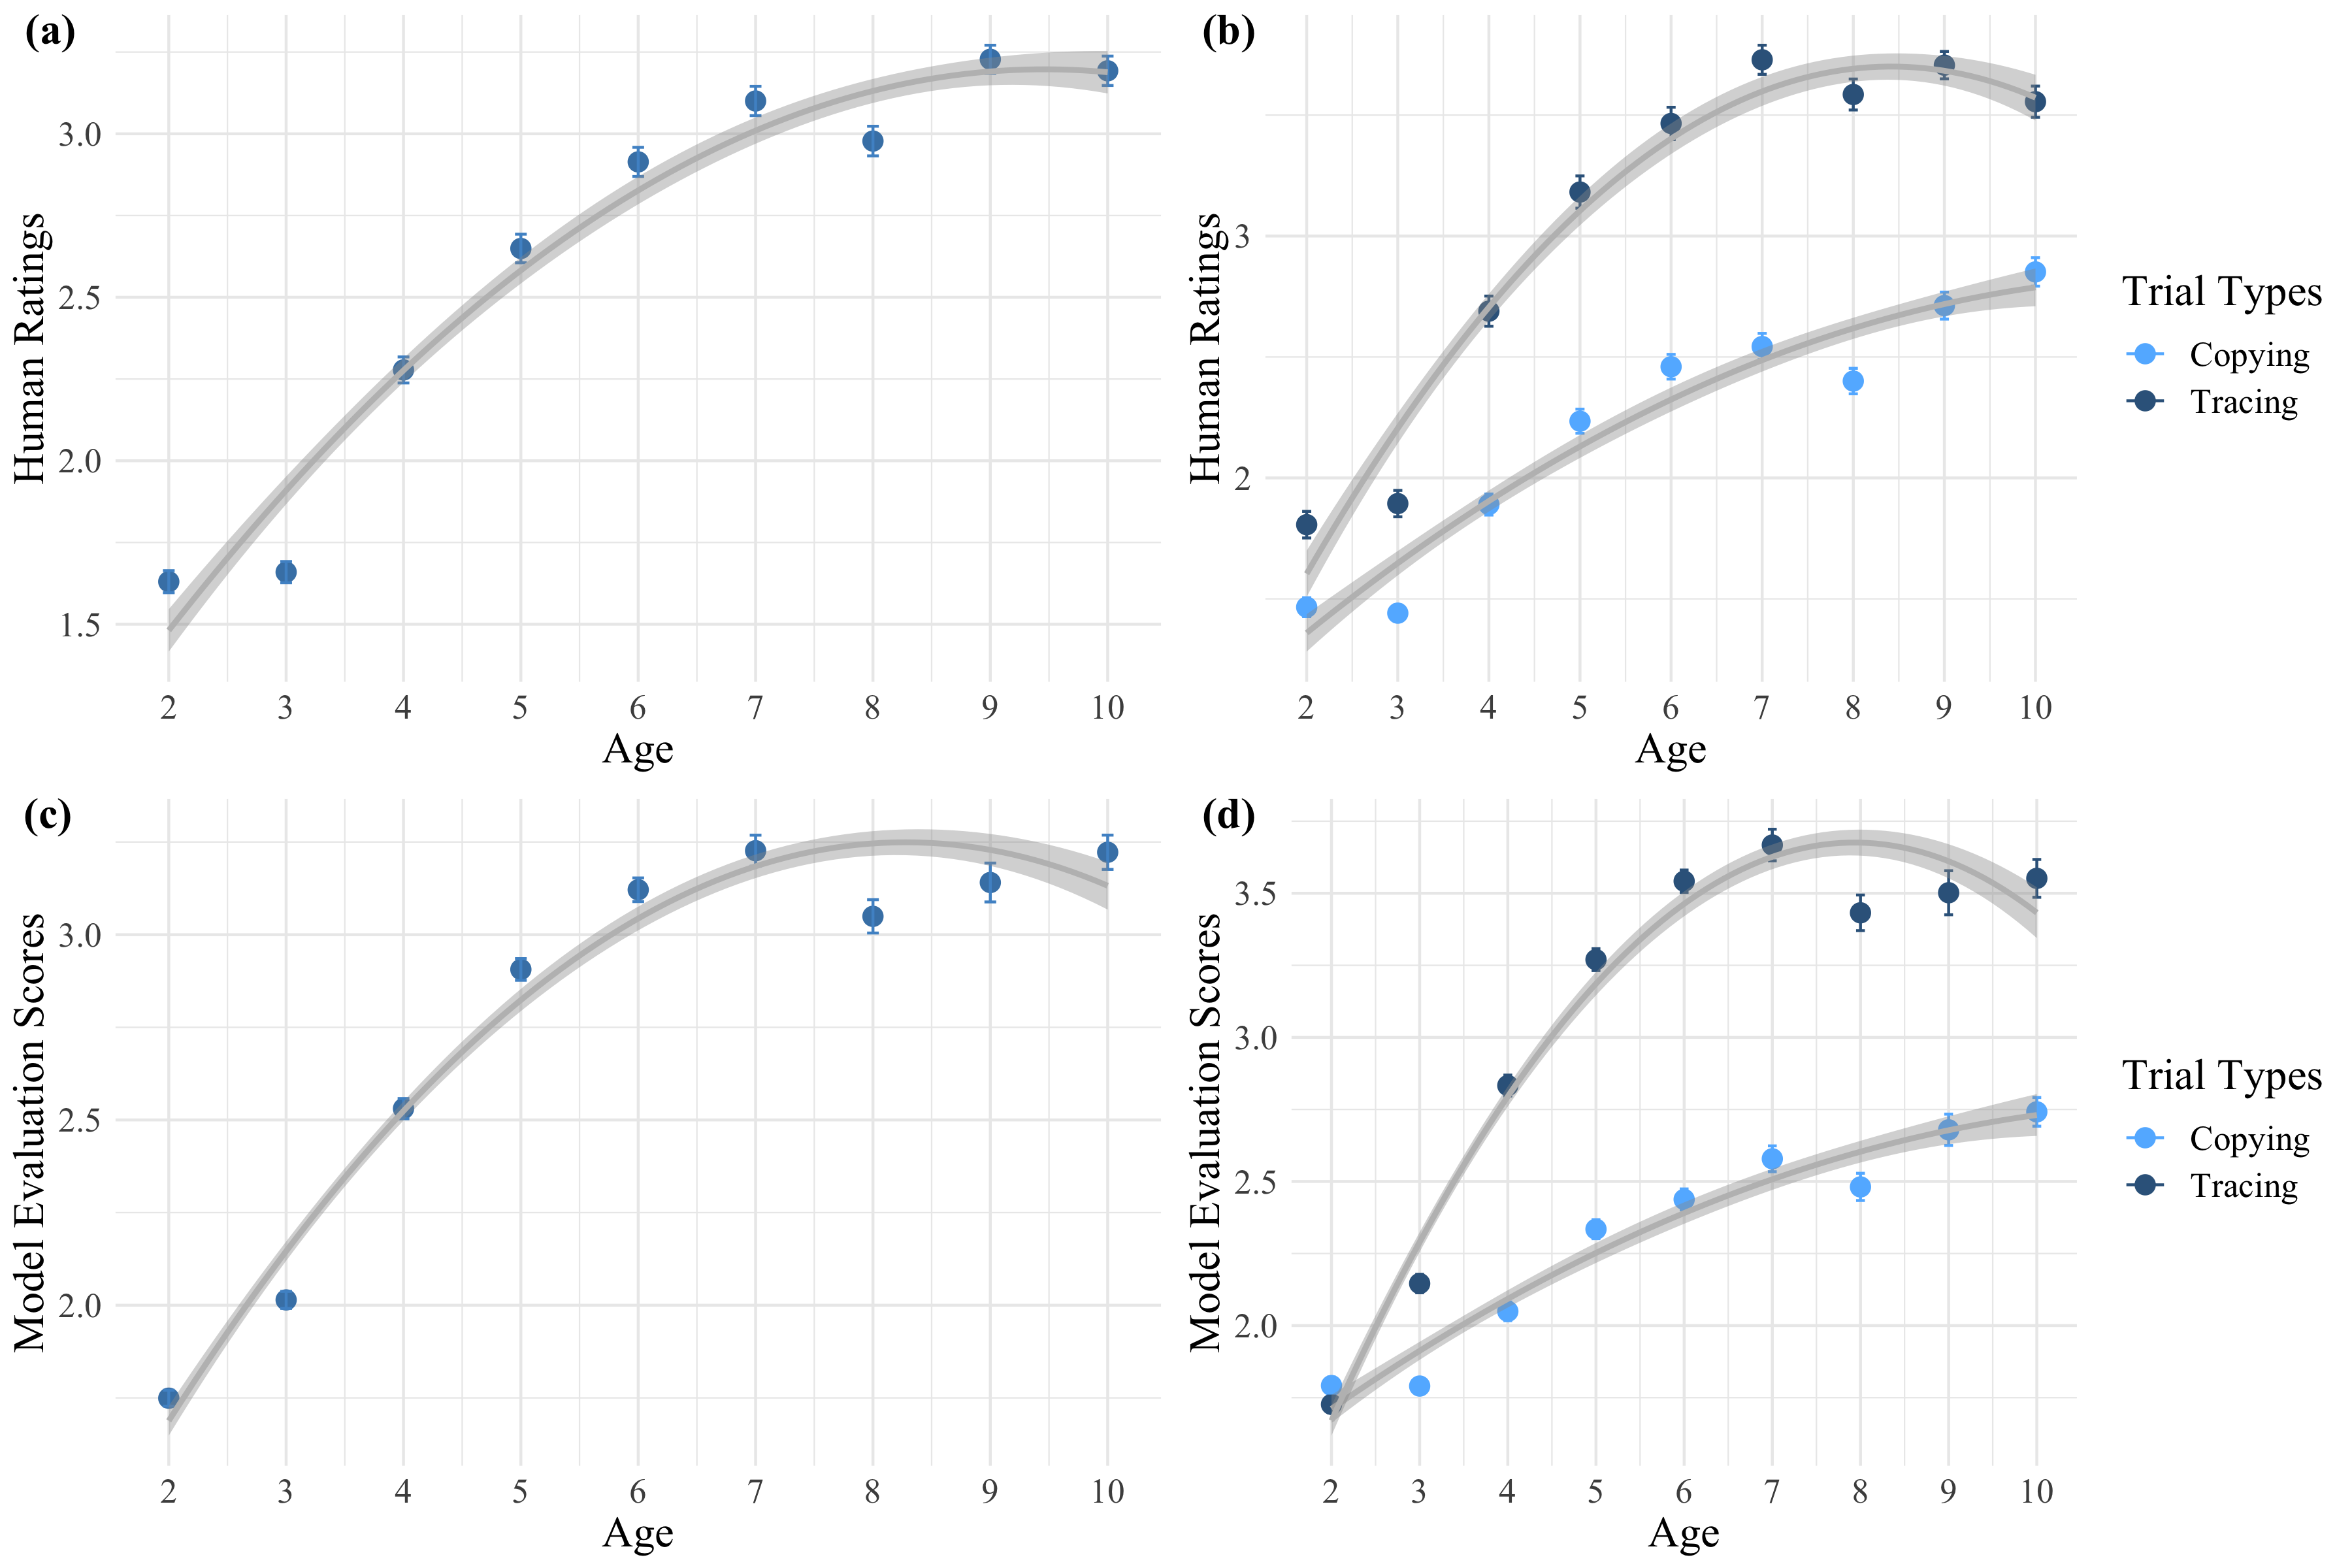 (a)
Human Ratings
3.0
2.5
2.0
1.5
2 3 4 5 6 7 8 9 10
Age
(b)
Human Ratings
3
2
2 3 4 5 6 7 8 9 10
Age
Trial Types
Copying
Tracing
(c)
Model Evaluation Scores
3.0
2.5
2.0
2 3 4 5 6 7 8 9 10
Age
(d)
Model Evaluation Scores
3.5
3.0
2.5
2.0
2 3 4 5 6 7 8 9 10
Age
Trial Types
Copying
Tracing